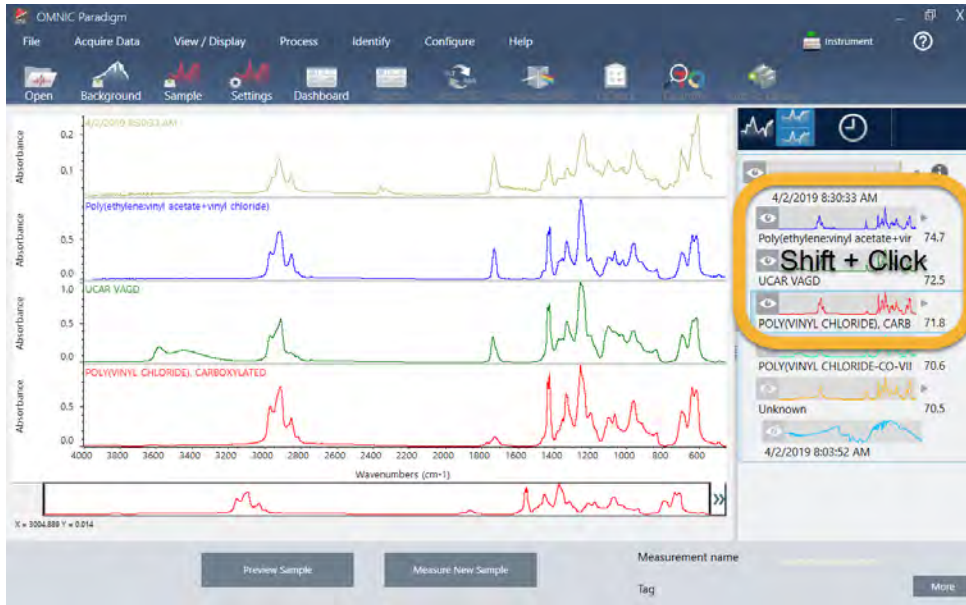 OMNIC Paradigm
File Acquire Data View / Display Process Identify Configure Help Instrument
Open Background Sample Settings Dashboard
4/2/2019 8:30:33 AM
Absorbance 0.2 0.1
Poly(ethylene:vinyl acetate+vinyl chloride)
Absorbance 0.5 0.0
UCAR VAGD
Absorbance 1.0 0.5 0.0
POLY(VINYL CHLORIDE), CARBOXYLATED
Absorbance 0.5 0.0
4000 3800 3600 3400 3200 3000 2800 2600 2400 2200 2000 1800 1600 1400 1200 1000 800 600
Wavenumbers (cm-1)
X = 3004.889 Y = 0.014
4/2/2019 8:30:33 AM
Poly(ethylene:vinyl acetate+vir 74.7
Shift + Click
UCAR VAGD 72.5
POLY(VINYL CHLORIDE), CARB 71.8
POLY(VINYL CHLORIDE-CO-VII 70.6
Unknown 70.5
4/2/2019 8:03:52 AM
Preview Sample Measure New Sample
Measurement name
Tag
More